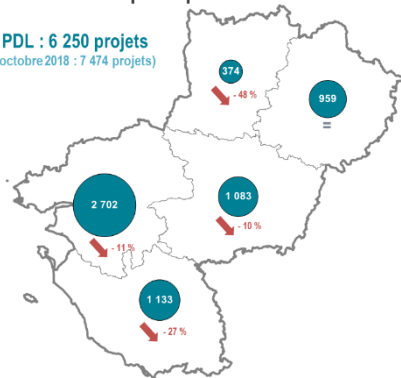 PDL : 6 250 projets
octobre 2018 : 7 474 projets)
374
- 48 %
959
=
2 702
- 11 %
1 083
- 10 %
1 133
- 27 %